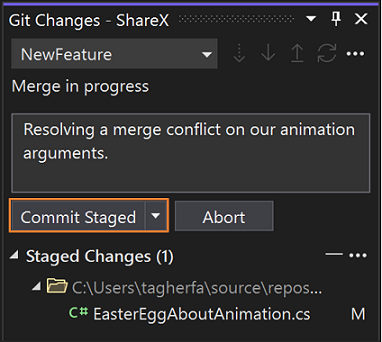 Git Changes - ShareX
NewFeature
Merge in progress
Resolving a merge conflict on our animation
arguments.
Commit Staged Abort
Staged Changes (1)
C:\Users\tagherfa\source\repos...
C# EasterEggAboutAnimation.cs M